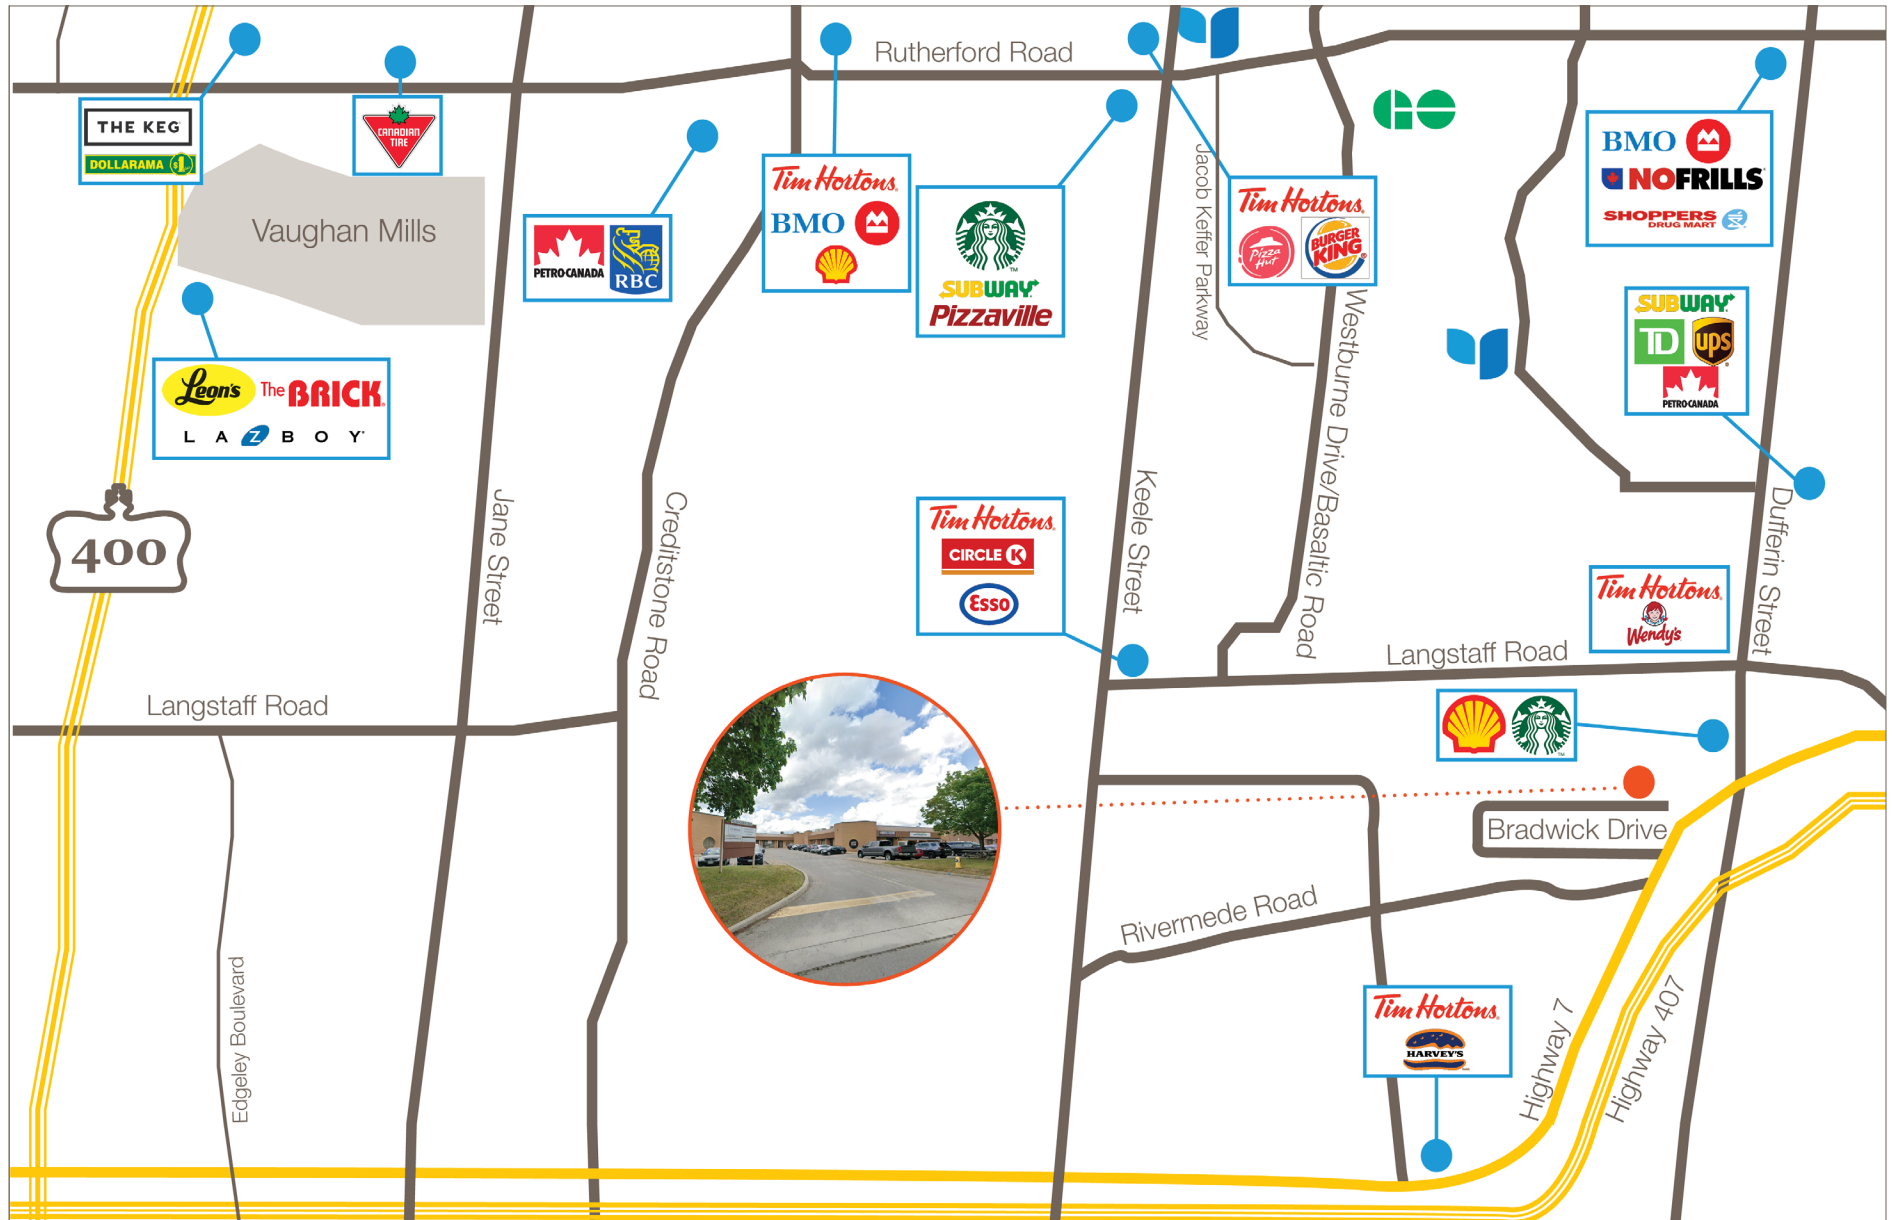 Rutherford Road
THE KEG
DOLLARAMA $1
CANADIAN
TIRE
Vaughan Mills
PETRO-CANADA
RBC
Tim Hortons.
BMO
SUBWAY
Pizzaville
Jacob Keffer Parkway
GO
Tim Hortons.
Pizza
Hut
BURGER
KING
BMO
NOFRILLS
SHOPPERS
DRUG MART
SUBWAY
TD
ups
PETRO-CANADA
Leon's
The BRICK
LA Z BOY
400
Jane Street
Creditstone Road
Keele Street
Westburne Drive/Basaltic Road
Dufferin Street
Tim Hortons.
CIRCLE K
Esso
Tim Hortons.
Wendy's
Langstaff Road
Langstaff Road
Bradwick Drive
Rivermede Road
Edgeley Boulevard
Tim Hortons.
HARVEY'S
Highway 7
Highway 407